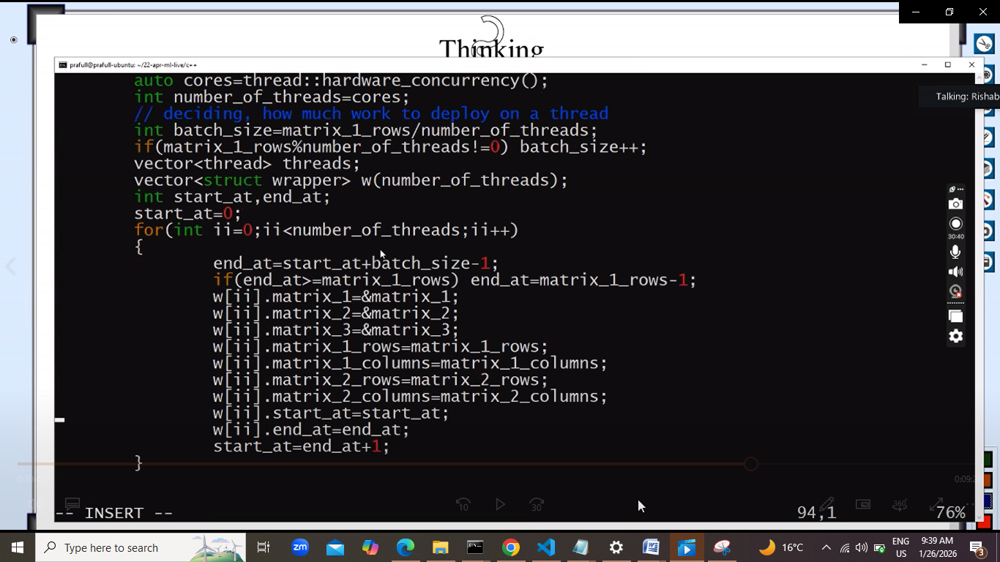 Thinking
prafull@prafull-ubuntu: ~/22-apr-ml-live/c++
auto cores=thread::hardware_concurrency();
int number_of_threads=cores;
// deciding, how much work to deploy on a thread
int batch_size=matrix_1_rows/number_of_threads;
if(matrix_1_rows%number_of_threads!=0) batch_size++;
vector<thread> threads;
vector<struct wrapper> w(number_of_threads);
int start_at,end_at;
start_at=0;
for(int ii=0;ii<number_of_threads;ii++)
{
end_at=start_at+batch_size-1;
if(end_at>=matrix_1_rows) end_at=matrix_1_rows-1;
w[ii].matrix_1=&matrix_1;
w[ii].matrix_2=&matrix_2;
w[ii].matrix_3=&matrix_3;
w[ii].matrix_1_rows=matrix_1_rows;
w[ii].matrix_1_columns=matrix_1_columns;
w[ii].matrix_2_rows=matrix_2_rows;
w[ii].matrix_2_columns=matrix_2_columns;
w[ii].start_at=start_at;
w[ii].end_at=end_at;
start_at=end_at+1;
}
-- INSERT --
94,1
76%
Talking: Rishab
30:40
10
30
360
Type here to search
zm
16°C
ENG
US
9:39 AM
1/26/2026
3